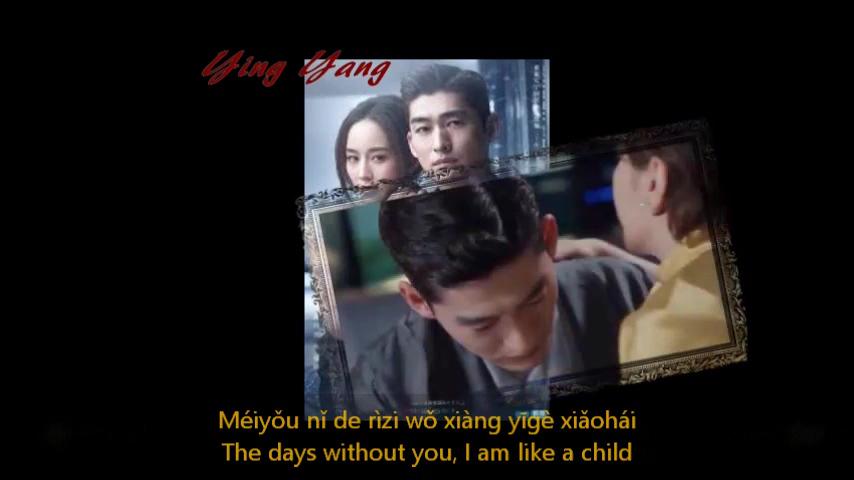 Ying Yang
Méiyǒu nǐ de rìzi wǒ xiàng yīgè xiǎohái
The days without you, I am like a child